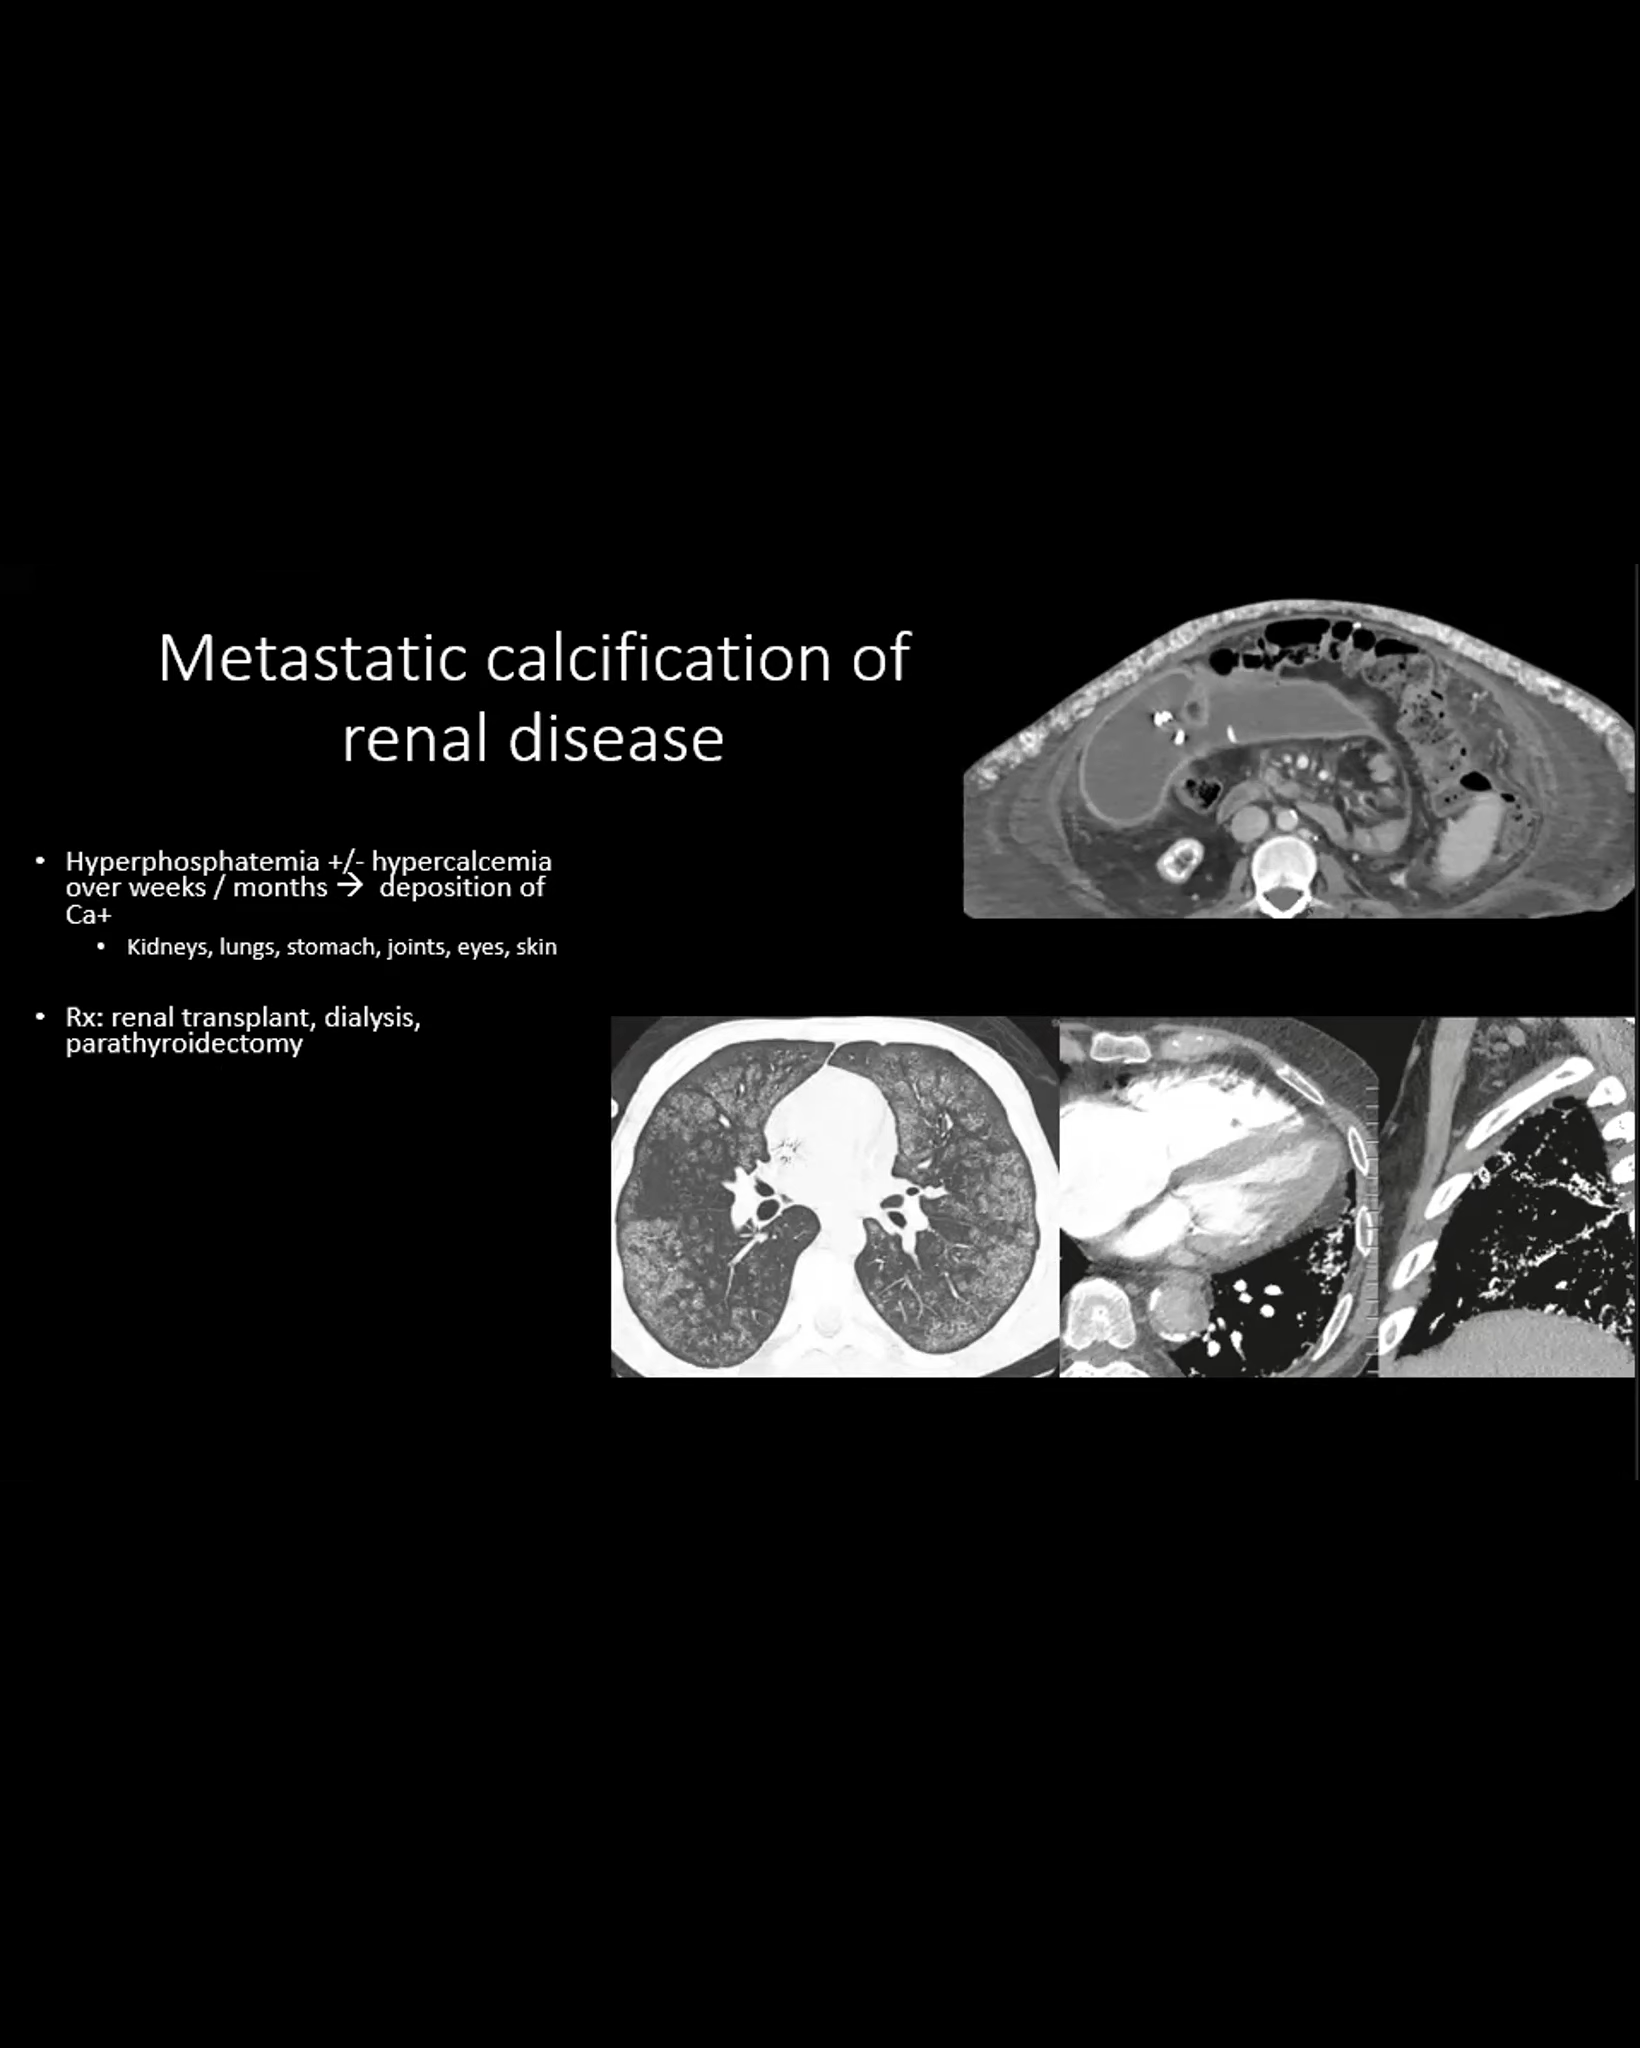 Metastatic calcification of
renal disease
• Hyperphosphatemia +/- hypercalcemia
over weeks / months → deposition of
Ca+
• Kidneys, lungs, stomach, joints, eyes, skin
• Rx: renal transplant, dialysis,
parathyroidectomy